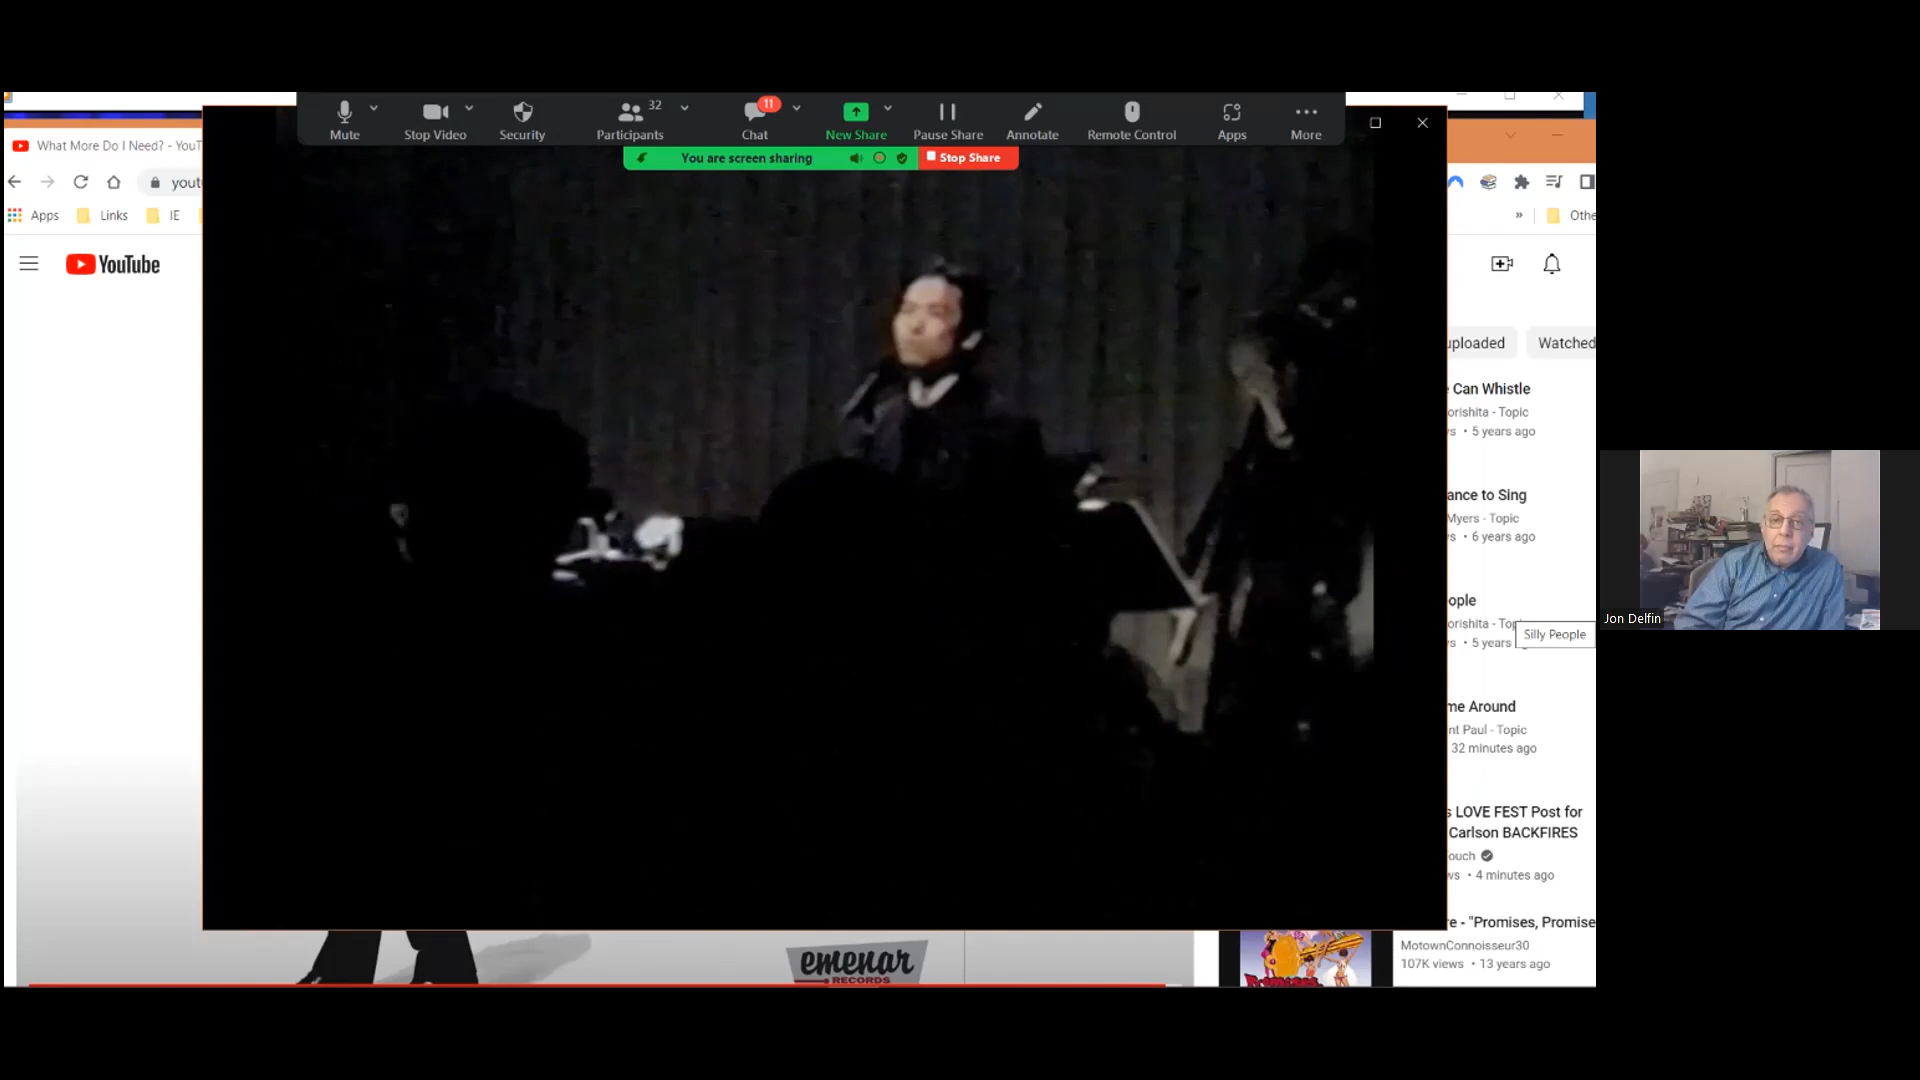 32
11
Mute
Stop Video
Security
Participants
Chat
New Share
Pause Share
Annotate
Remote Control
Apps
More
You are screen sharing
Stop Share
What More Do I Need? - YouT
yout
Apps
Links
IE
»
Othe
YouTube
uploaded
Watched
Can Whistle
orishita - Topic
s • 5 years ago
ance to Sing
Myers - Topic
s • 6 years ago
ople
orishita - Top
s • 5 years
Silly People
me Around
nt Paul - Topic
32 minutes ago
s LOVE FEST Post for
Carlson BACKFIRES
ouch
ws • 4 minutes ago
re - "Promises, Promise
MotownConnoisseur30
107K views • 13 years ago
emenar
RECORDS
Jon Delfin